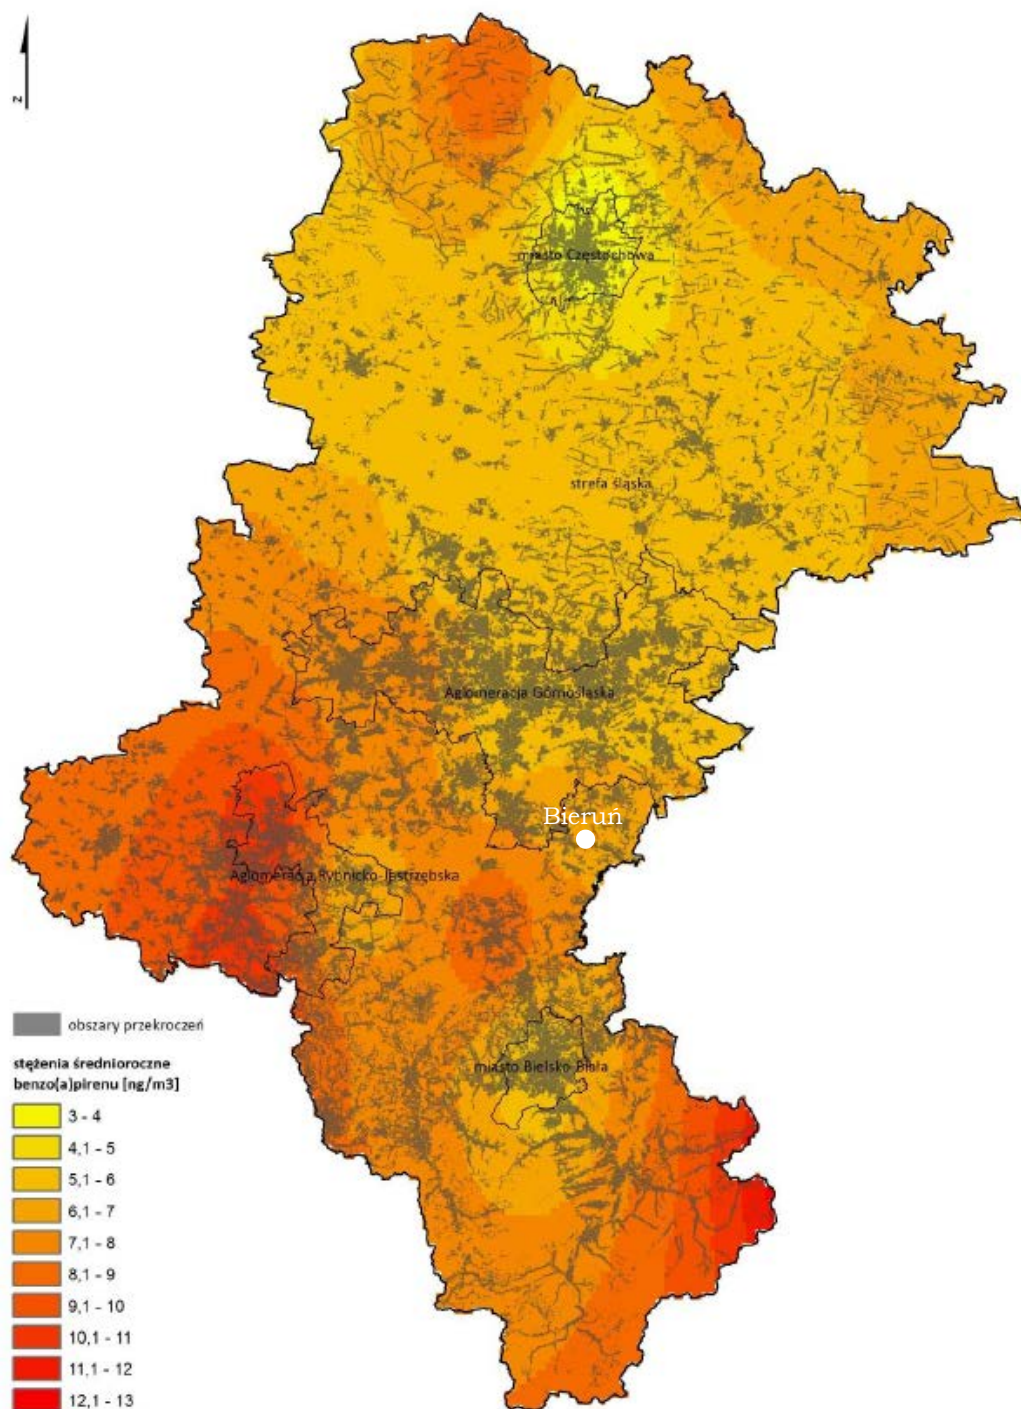 z
miasto Częstochowa
strefa śląska
Aglomeracja Górnośląska
Bieruń
Aglomeracja Rybnicko-Jastrzębska
miasto Bielsko-Biała
obszary przekroczeń
stężenia średnioroczne
benzo(a)pirenu [ng/m3]
3 - 4
4,1 - 5
5,1 - 6
6,1 - 7
7,1 - 8
8,1 - 9
9,1 - 10
10,1 - 11
11,1 - 12
12,1 - 13